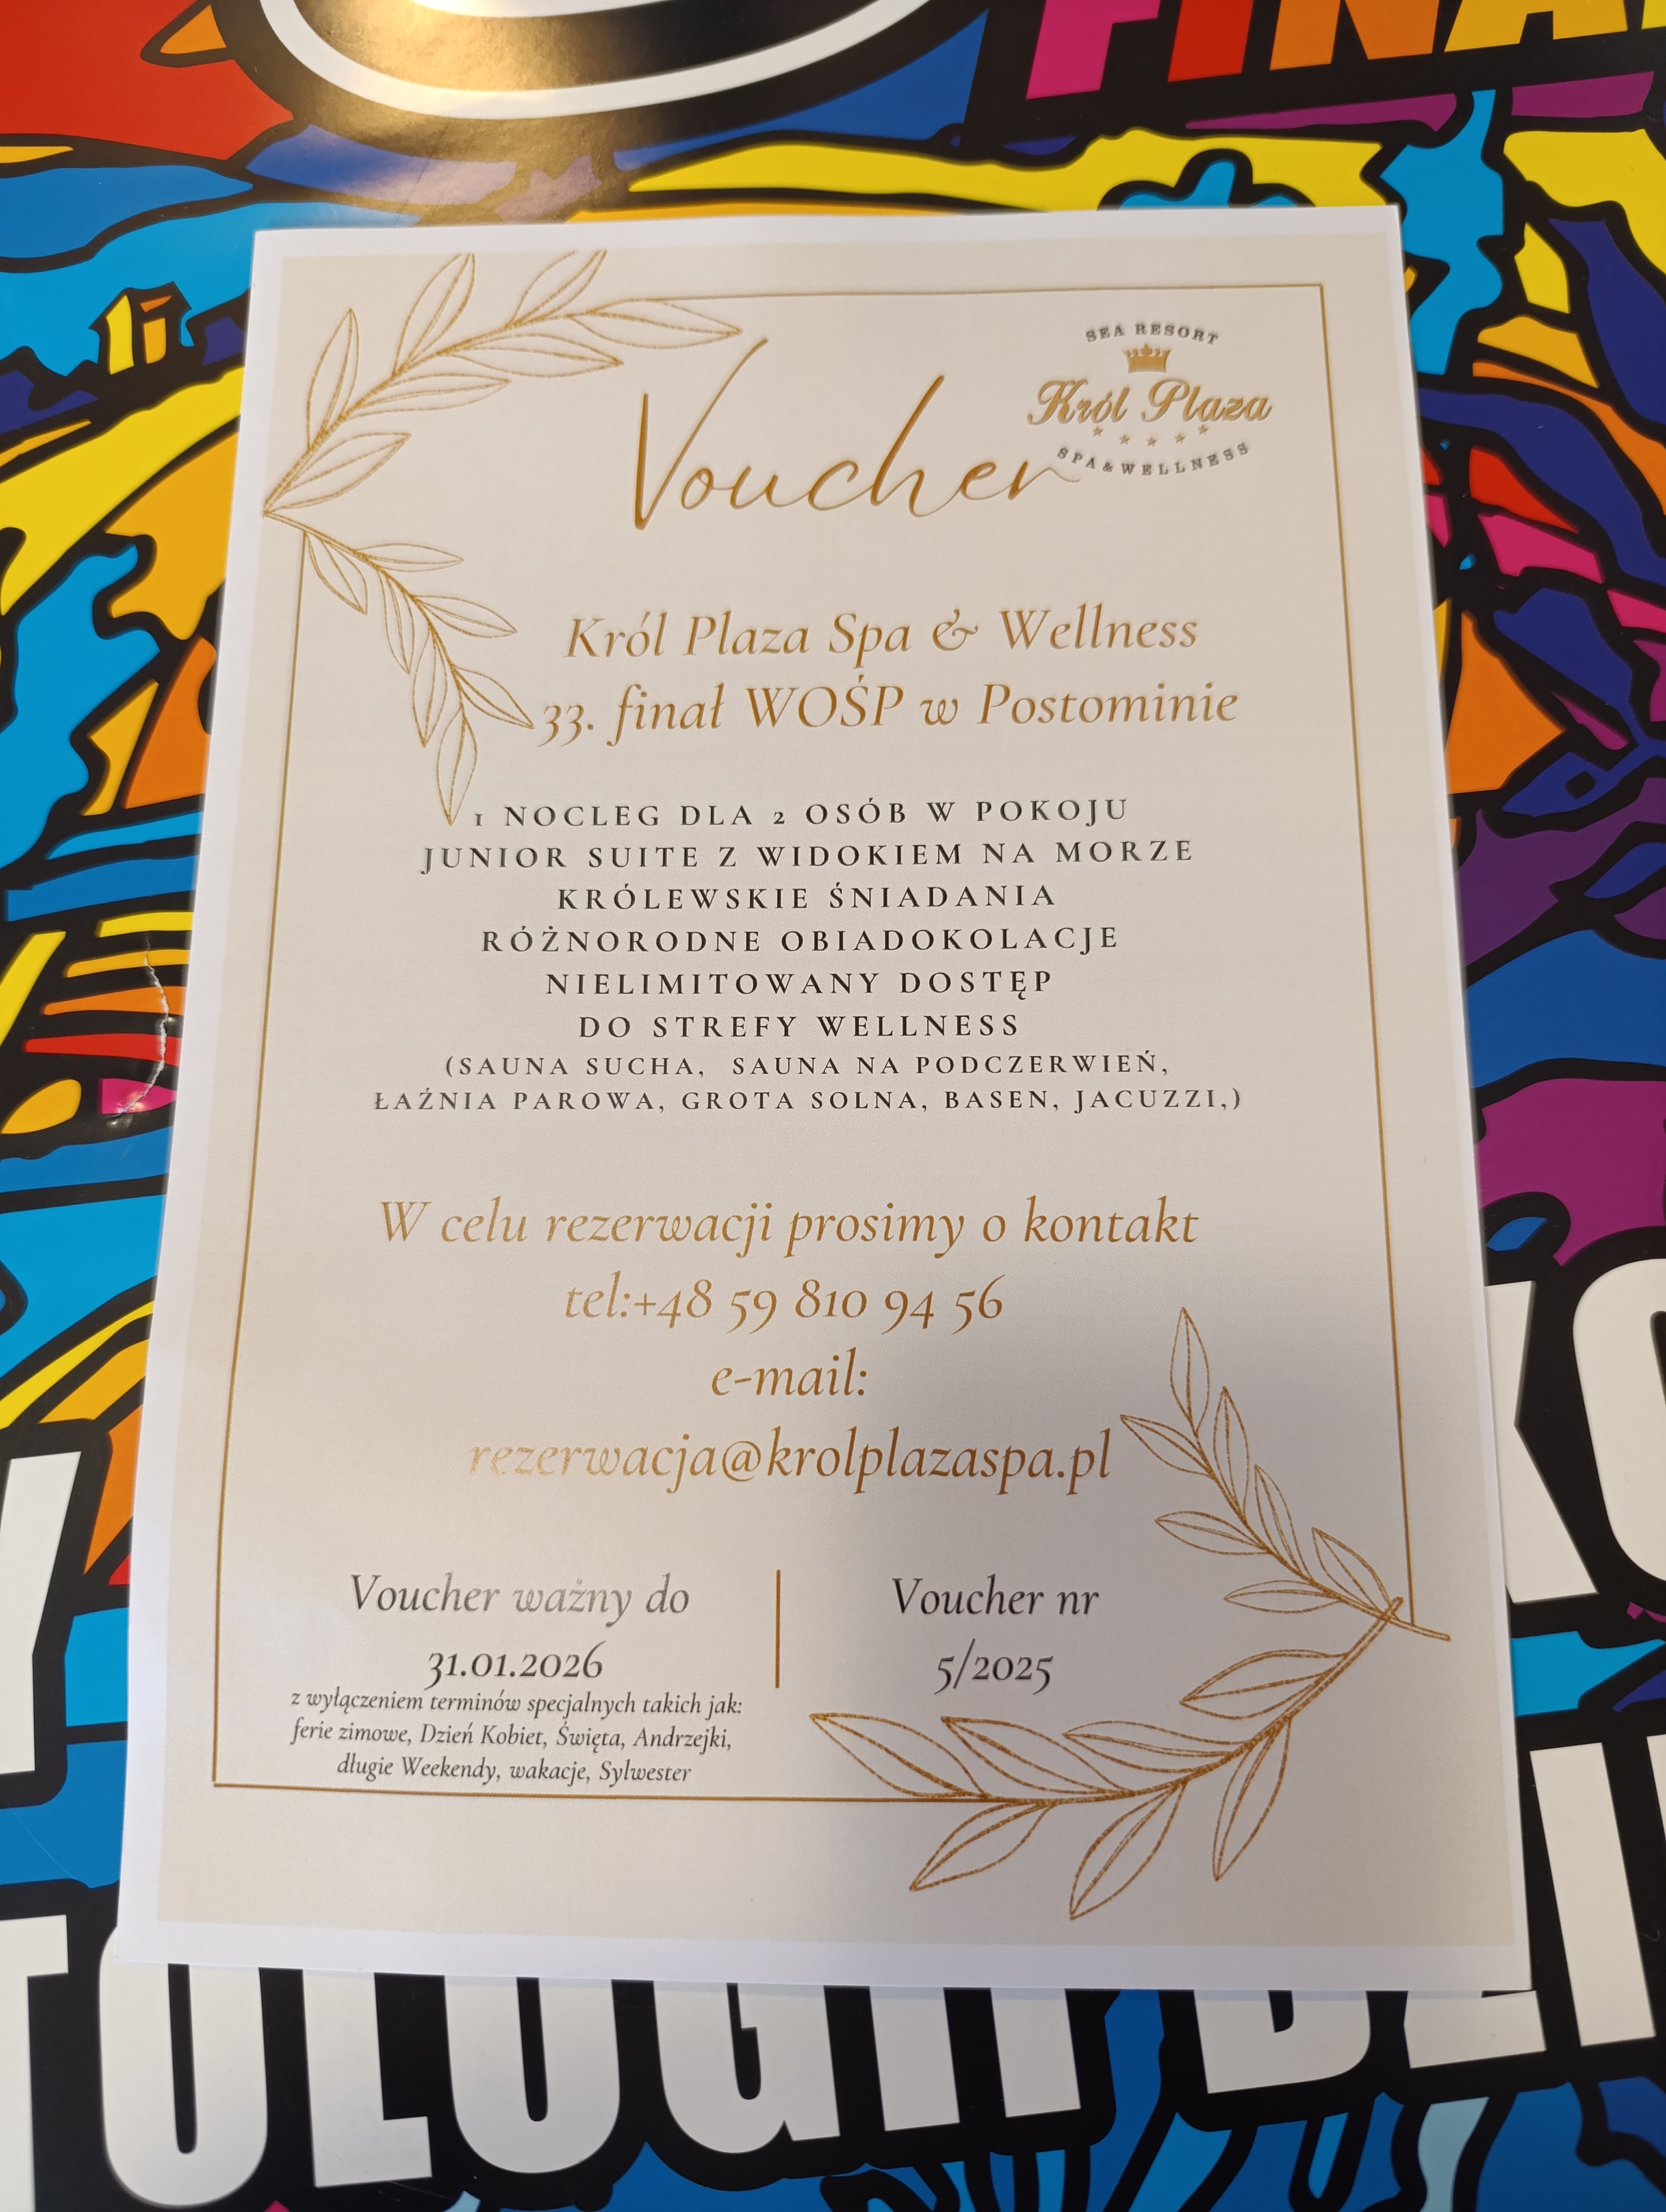 FINA
SEA RESORT
Król Plaza
SPA & WELLNESS
Voucher
Król Plaza Spa & Wellness
33. finał WOŚP w Postominie
1 NOCLEG DLA 2 OSÓB W POKOJU
JUNIOR SUITE Z WIDOKIEM NA MORZE
KRÓLEWSKIE ŚNIADANIA
RÓŻNORODNE OBIADOKOLACJE
NIELIMITOWANY DOSTĘP
DO STREFY WELLNESS
(SAUNA SUCHA, SAUNA NA PODCZERWIEŃ,
ŁAŹNIA PAROWA, GROTA SOLNA, BASEN, JACUZZI,)
W celu rezerwacji prosimy o kontakt
tel:+48 59 810 94 56
e-mail:
rezerwacja@krolplazaspa.pl
Voucher ważny do
31.01.2026
z wyłączeniem terminów specjalnych takich jak:
ferie zimowe, Dzień Kobiet, Święta, Andrzejki,
długie Weekendy, wakacje, Sylwester
Voucher nr
5/2025